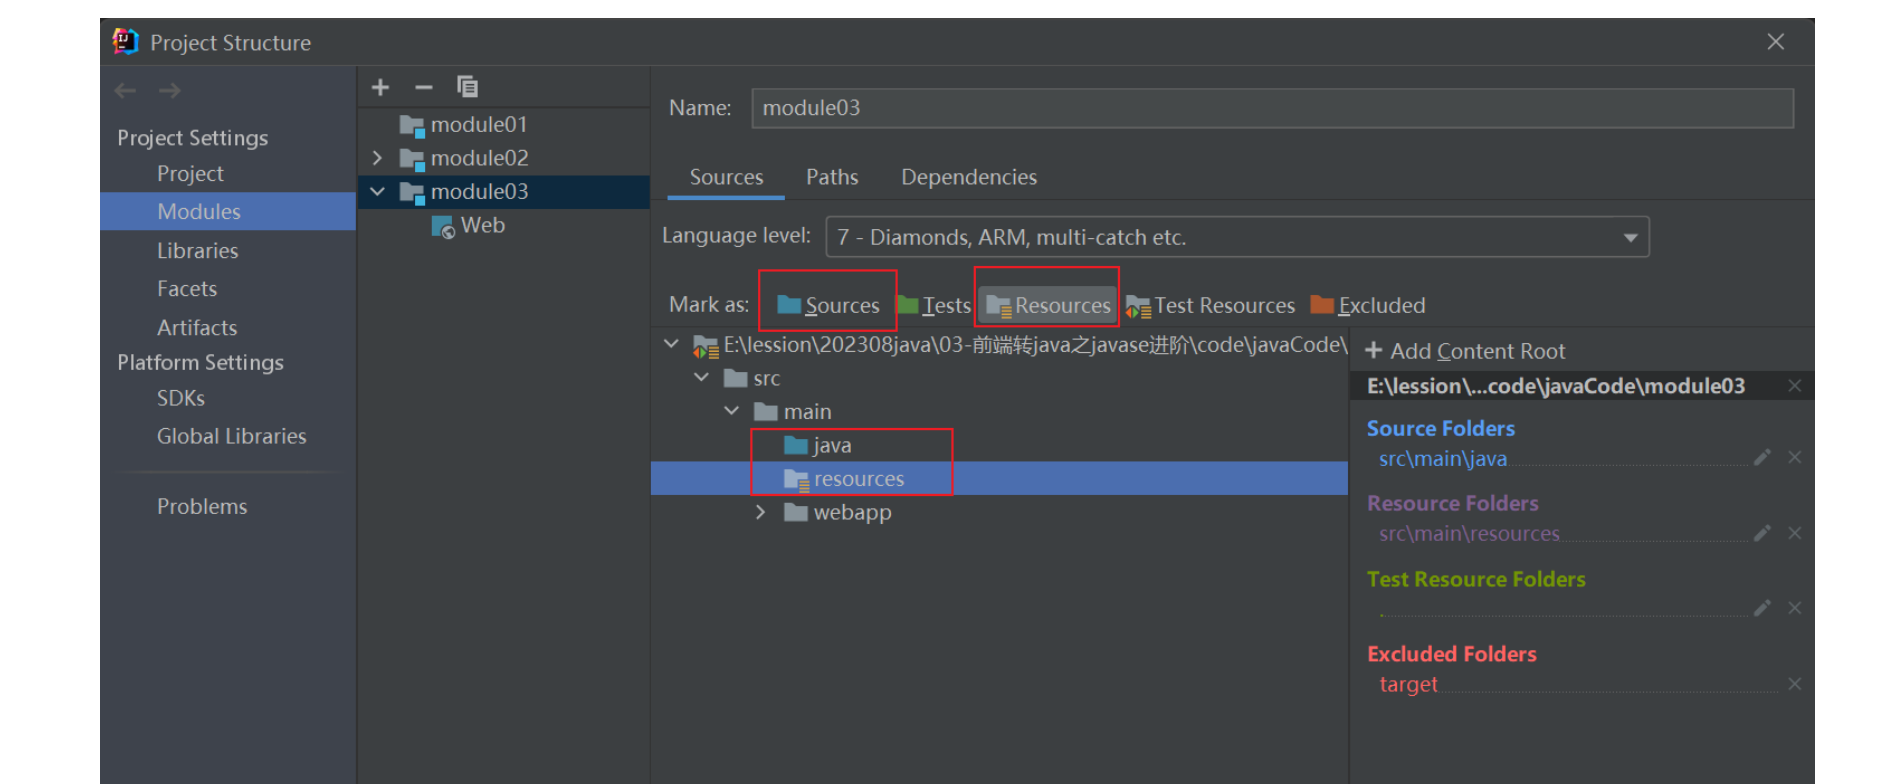 Project Structure
Project Settings
Project
Modules
Libraries
Facets
Artifacts
Platform Settings
SDKs
Global Libraries
Problems
module01
module02
module03
Web
Name: module03
Sources Paths Dependencies
Language level: 7 - Diamonds, ARM, multi-catch etc.
Mark as: Sources Tests Resources Test Resources Excluded
E:\lession\202308java\03-前端转java之javase进阶\code\javaCode\
src
main
java
resources
webapp
+ Add Content Root
E:\lession\...code\javaCode\module03
Source Folders
src\main\java
Resource Folders
src\main\resources
Test Resource Folders
.
Excluded Folders
target